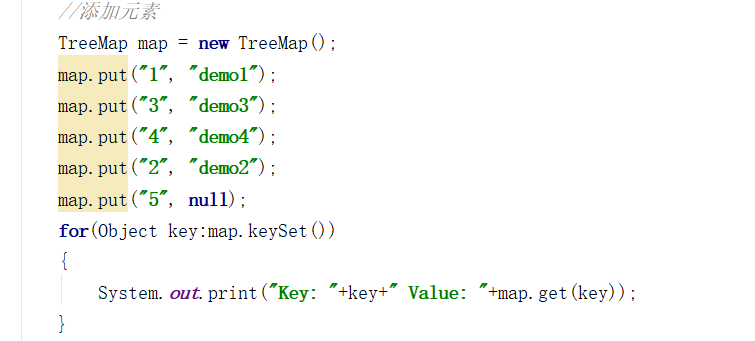 //添加元素
TreeMap map = new TreeMap();
map.put("1", "demo1");
map.put("3", "demo3");
map.put("4", "demo4");
map.put("2", "demo2");
map.put("5", null);
for(Object key:map.keySet())
{
System.out.print("Key: "+key+" Value: "+map.get(key));
}